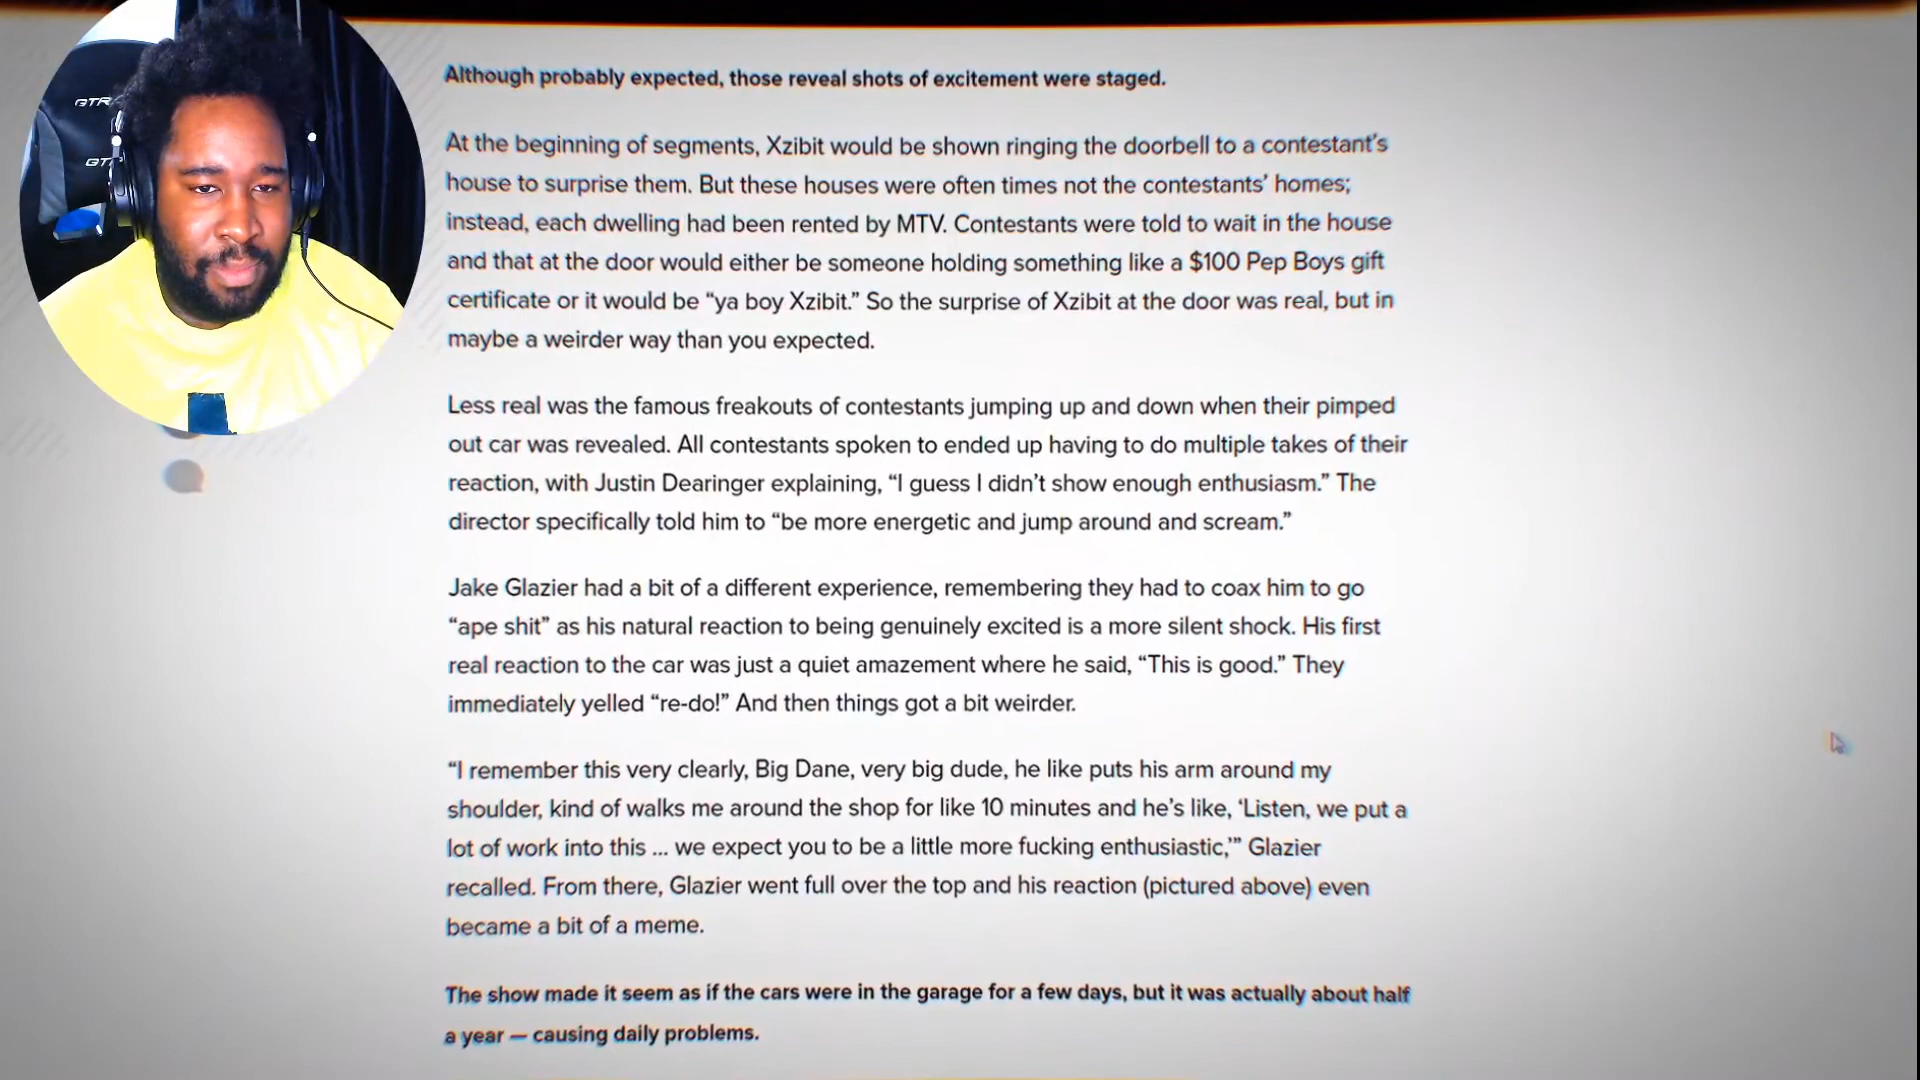 GTR
GT
Although probably expected, those reveal shots of excitement were staged.
At the beginning of segments, Xzibit would be shown ringing the doorbell to a contestant's
house to surprise them. But these houses were often times not the contestants' homes;
instead, each dwelling had been rented by MTV. Contestants were told to wait in the house
and that at the door would either be someone holding something like a $100 Pep Boys gift
certificate or it would be “ya boy Xzibit.” So the surprise of Xzibit at the door was real, but in
maybe a weirder way than you expected.
Less real was the famous freakouts of contestants jumping up and down when their pimped
out car was revealed. All contestants spoken to ended up having to do multiple takes of their
reaction, with Justin Dearinger explaining, “I guess I didn't show enough enthusiasm.” The
director specifically told him to “be more energetic and jump around and scream.”
Jake Glazier had a bit of a different experience, remembering they had to coax him to go
“ape shit” as his natural reaction to being genuinely excited is a more silent shock. His first
real reaction to the car was just a quiet amazement where he said, “This is good.” They
immediately yelled “re-do!” And then things got a bit weirder.
“I remember this very clearly, Big Dane, very big dude, he like puts his arm around my
shoulder, kind of walks me around the shop for like 10 minutes and he's like, ‘Listen, we put a
lot of work into this ... we expect you to be a little more fucking enthusiastic,’” Glazier
recalled. From there, Glazier went full over the top and his reaction (pictured above) even
became a bit of a meme.
The show made it seem as if the cars were in the garage for a few days, but it was actually about half
a year — causing daily problems.